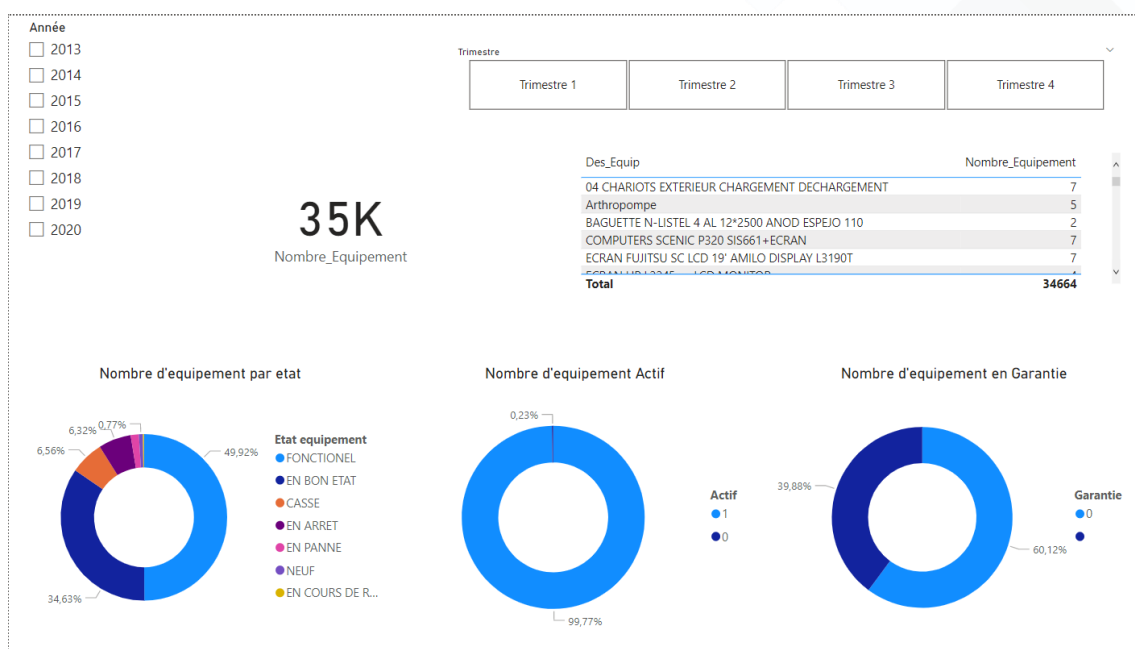 Année
2013
2014
2015
2016
2017
2018
2019
2020
Trimestre
Trimestre 1
Trimestre 2
Trimestre 3
Trimestre 4
35K
Nombre_Equipement
Des_Equip Nombre_Equipement
04 CHARIOTS EXTERIEUR CHARGEMENT DECHARGEMENT 7
Arthropompe 5
BAGUETTE N-LISTEL 4 AL 12*2500 ANOD ESPEJO 110 2
COMPUTERS SCENIC P320 SIS661+ECRAN 7
ECRAN FUJITSU SC LCD 19' AMILO DISPLAY L3190T 7
Total 34664
Nombre d'equipement par etat
0,77%
6,32%
6,56%
49,92%
34,63%
Etat equipement
FONCTIONEL
EN BON ETAT
CASSE
EN ARRET
EN PANNE
NEUF
EN COURS DE R...
Nombre d'equipement Actif
0,23%
99,77%
Actif
1
0
Nombre d'equipement en Garantie
39,88%
60,12%
Garantie
0